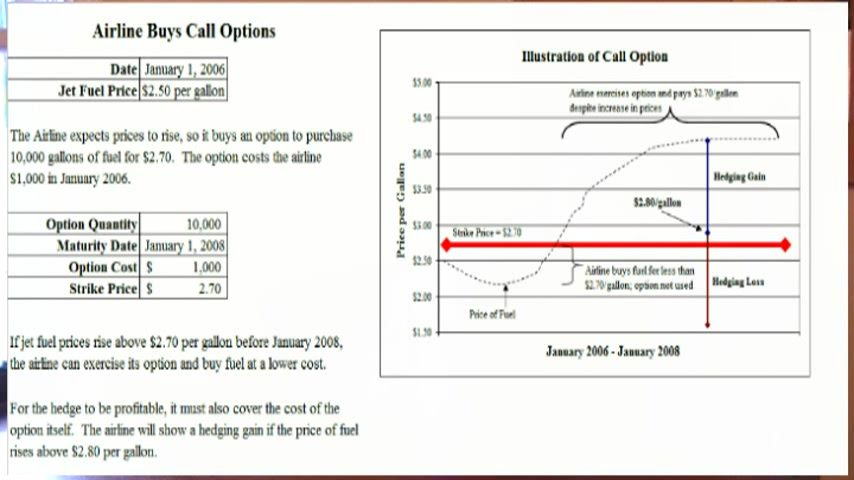 Airline Buys Call Options
Date January 1, 2006
Jet Fuel Price $2.50 per gallon
The Airline expects prices to rise, so it buys an option to purchase
10,000 gallons of fuel for $2.70. The option costs the airline
$1,000 in January 2006.
Option Quantity 10,000
Maturity Date January 1, 2008
Option Cost $ 1,000
Strike Price $ 2.70
If jet fuel prices rise above $2.70 per gallon before January 2008,
the airline can exercise its option and buy fuel at a lower cost.
For the hedge to be profitable, it must also cover the cost of the
option itself. The airline will show a hedging gain if the price of fuel
rises above $2.80 per gallon.
Illustration of Call Option
Price per Gallon
$5.00
$4.50
$4.00
$3.50
$3.00
$2.50
$2.00
$1.50
Airline exercises option and pays $2.70/gallon
despite increase in prices
Hedging Gain
$2.80/gallon
Strike Price = $2.70
Airline buys fuel for less than
$2.70/gallon; option not used
Hedging Loss
Price of Fuel
January 2006 - January 2008